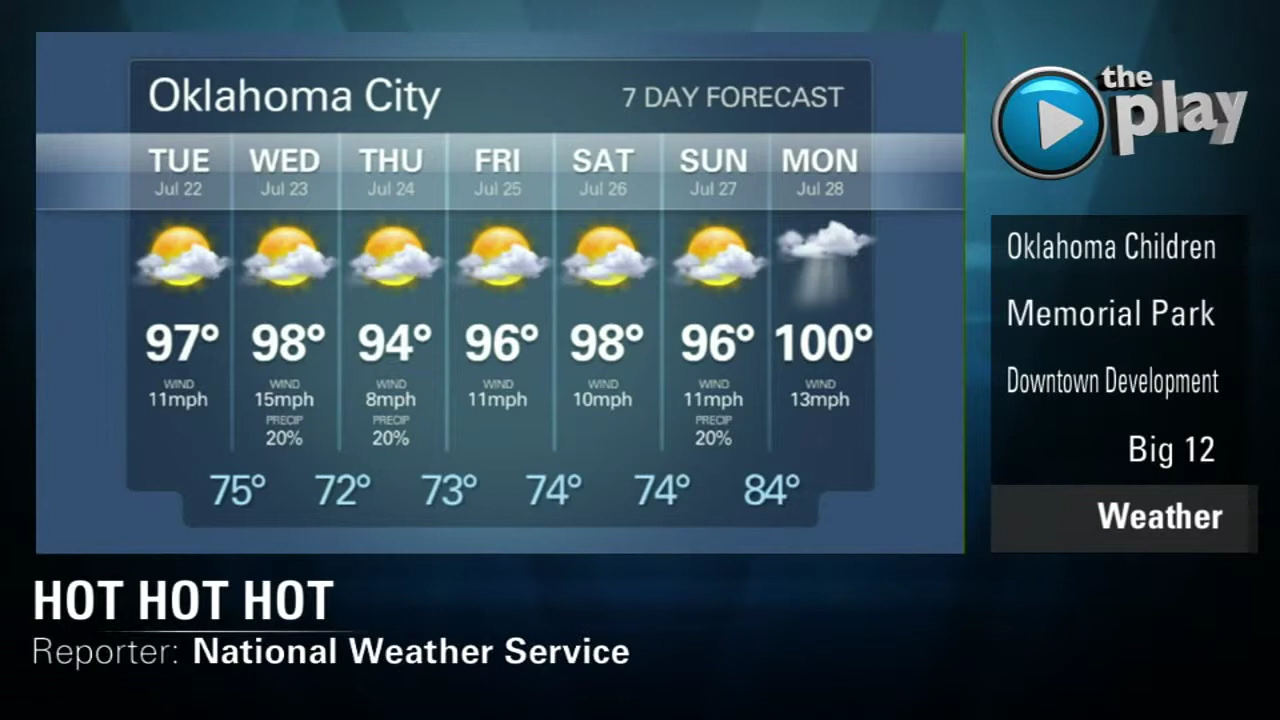 Oklahoma City 7 DAY FORECAST
TUE WED THU FRI SAT SUN MON
Jul 22 Jul 23 Jul 24 Jul 25 Jul 26 Jul 27 Jul 28
97° 98° 94° 96° 98° 96° 100°
WIND WIND WIND WIND WIND WIND WIND
11mph 15mph 8mph 11mph 10mph 11mph 13mph
PRECIP PRECIP PRECIP
20% 20% 20%
75° 72° 73° 74° 74° 84°
the
play
Oklahoma Children
Memorial Park
Downtown Development
Big 12
Weather
HOT HOT HOT
Reporter: National Weather Service